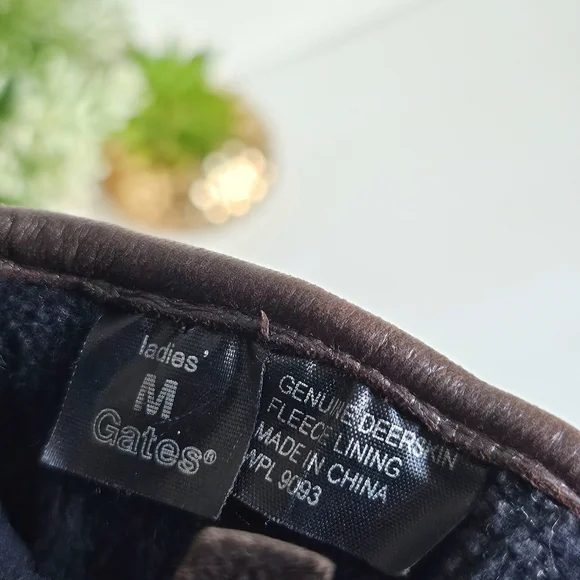 ladies'
M
Gates®
GENUINE DEERSKIN
FLEECE LINING
MADE IN CHINA
WPL 9093